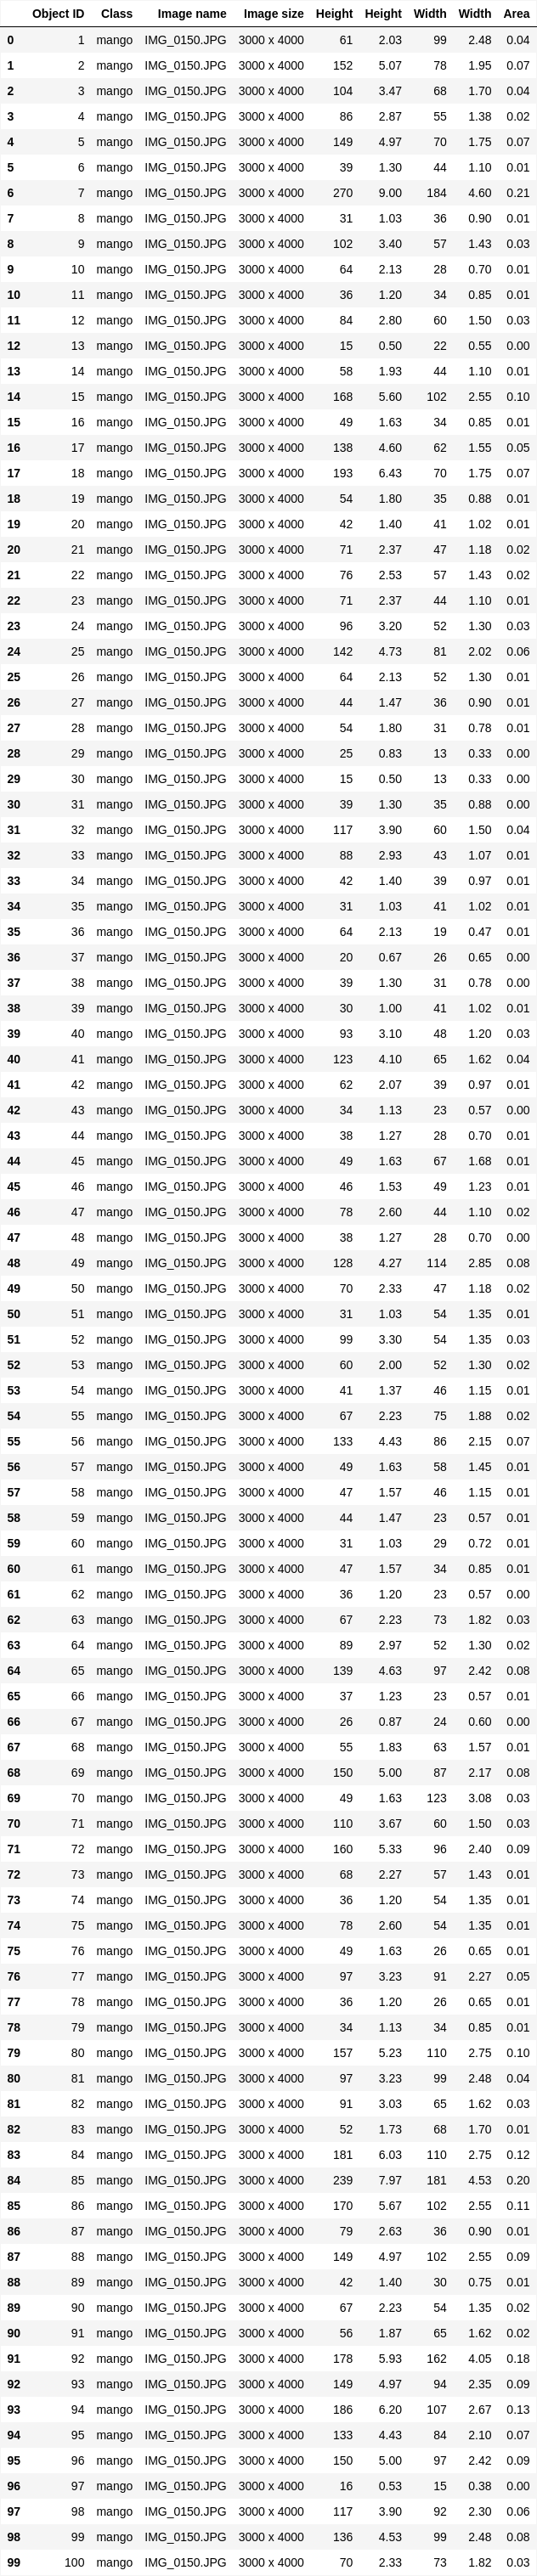 Object ID Class Image name Image size Height Height Width Width Area
0 1 mango IMG_0150.JPG 3000 x 4000 61 2.03 99 2.48 0.04
1 2 mango IMG_0150.JPG 3000 x 4000 152 5.07 78 1.95 0.07
2 3 mango IMG_0150.JPG 3000 x 4000 104 3.47 68 1.70 0.04
3 4 mango IMG_0150.JPG 3000 x 4000 86 2.87 55 1.38 0.02
4 5 mango IMG_0150.JPG 3000 x 4000 149 4.97 70 1.75 0.07
5 6 mango IMG_0150.JPG 3000 x 4000 39 1.30 44 1.10 0.01
6 7 mango IMG_0150.JPG 3000 x 4000 270 9.00 184 4.60 0.21
7 8 mango IMG_0150.JPG 3000 x 4000 31 1.03 36 0.90 0.01
8 9 mango IMG_0150.JPG 3000 x 4000 102 3.40 57 1.43 0.03
9 10 mango IMG_0150.JPG 3000 x 4000 64 2.13 28 0.70 0.01
10 11 mango IMG_0150.JPG 3000 x 4000 36 1.20 34 0.85 0.01
11 12 mango IMG_0150.JPG 3000 x 4000 84 2.80 60 1.50 0.03
12 13 mango IMG_0150.JPG 3000 x 4000 15 0.50 22 0.55 0.00
13 14 mango IMG_0150.JPG 3000 x 4000 58 1.93 44 1.10 0.01
14 15 mango IMG_0150.JPG 3000 x 4000 168 5.60 102 2.55 0.10
15 16 mango IMG_0150.JPG 3000 x 4000 49 1.63 34 0.85 0.01
16 17 mango IMG_0150.JPG 3000 x 4000 138 4.60 62 1.55 0.05
17 18 mango IMG_0150.JPG 3000 x 4000 193 6.43 70 1.75 0.07
18 19 mango IMG_0150.JPG 3000 x 4000 54 1.80 35 0.88 0.01
19 20 mango IMG_0150.JPG 3000 x 4000 42 1.40 41 1.02 0.01
20 21 mango IMG_0150.JPG 3000 x 4000 71 2.37 47 1.18 0.02
21 22 mango IMG_0150.JPG 3000 x 4000 76 2.53 57 1.43 0.02
22 23 mango IMG_0150.JPG 3000 x 4000 71 2.37 44 1.10 0.01
23 24 mango IMG_0150.JPG 3000 x 4000 96 3.20 52 1.30 0.03
24 25 mango IMG_0150.JPG 3000 x 4000 142 4.73 81 2.02 0.06
25 26 mango IMG_0150.JPG 3000 x 4000 64 2.13 52 1.30 0.01
26 27 mango IMG_0150.JPG 3000 x 4000 44 1.47 36 0.90 0.01
27 28 mango IMG_0150.JPG 3000 x 4000 54 1.80 31 0.78 0.01
28 29 mango IMG_0150.JPG 3000 x 4000 25 0.83 13 0.33 0.00
29 30 mango IMG_0150.JPG 3000 x 4000 15 0.50 13 0.33 0.00
30 31 mango IMG_0150.JPG 3000 x 4000 39 1.30 35 0.88 0.00
31 32 mango IMG_0150.JPG 3000 x 4000 117 3.90 60 1.50 0.04
32 33 mango IMG_0150.JPG 3000 x 4000 88 2.93 43 1.07 0.01
33 34 mango IMG_0150.JPG 3000 x 4000 42 1.40 39 0.97 0.01
34 35 mango IMG_0150.JPG 3000 x 4000 31 1.03 41 1.02 0.01
35 36 mango IMG_0150.JPG 3000 x 4000 64 2.13 19 0.47 0.01
36 37 mango IMG_0150.JPG 3000 x 4000 20 0.67 26 0.65 0.00
37 38 mango IMG_0150.JPG 3000 x 4000 39 1.30 31 0.78 0.00
38 39 mango IMG_0150.JPG 3000 x 4000 30 1.00 41 1.02 0.01
39 40 mango IMG_0150.JPG 3000 x 4000 93 3.10 48 1.20 0.03
40 41 mango IMG_0150.JPG 3000 x 4000 123 4.10 65 1.62 0.04
41 42 mango IMG_0150.JPG 3000 x 4000 62 2.07 39 0.97 0.01
42 43 mango IMG_0150.JPG 3000 x 4000 34 1.13 23 0.57 0.00
43 44 mango IMG_0150.JPG 3000 x 4000 38 1.27 28 0.70 0.01
44 45 mango IMG_0150.JPG 3000 x 4000 49 1.63 67 1.68 0.01
45 46 mango IMG_0150.JPG 3000 x 4000 46 1.53 49 1.23 0.01
46 47 mango IMG_0150.JPG 3000 x 4000 78 2.60 44 1.10 0.02
47 48 mango IMG_0150.JPG 3000 x 4000 38 1.27 28 0.70 0.00
48 49 mango IMG_0150.JPG 3000 x 4000 128 4.27 114 2.85 0.08
49 50 mango IMG_0150.JPG 3000 x 4000 70 2.33 47 1.18 0.02
50 51 mango IMG_0150.JPG 3000 x 4000 31 1.03 54 1.35 0.01
51 52 mango IMG_0150.JPG 3000 x 4000 99 3.30 54 1.35 0.03
52 53 mango IMG_0150.JPG 3000 x 4000 60 2.00 52 1.30 0.02
53 54 mango IMG_0150.JPG 3000 x 4000 41 1.37 46 1.15 0.01
54 55 mango IMG_0150.JPG 3000 x 4000 67 2.23 75 1.88 0.02
55 56 mango IMG_0150.JPG 3000 x 4000 133 4.43 86 2.15 0.07
56 57 mango IMG_0150.JPG 3000 x 4000 49 1.63 58 1.45 0.01
57 58 mango IMG_0150.JPG 3000 x 4000 47 1.57 46 1.15 0.01
58 59 mango IMG_0150.JPG 3000 x 4000 44 1.47 23 0.57 0.01
59 60 mango IMG_0150.JPG 3000 x 4000 31 1.03 29 0.72 0.01
60 61 mango IMG_0150.JPG 3000 x 4000 47 1.57 34 0.85 0.01
61 62 mango IMG_0150.JPG 3000 x 4000 36 1.20 23 0.57 0.00
62 63 mango IMG_0150.JPG 3000 x 4000 67 2.23 73 1.82 0.03
63 64 mango IMG_0150.JPG 3000 x 4000 89 2.97 52 1.30 0.02
64 65 mango IMG_0150.JPG 3000 x 4000 139 4.63 97 2.42 0.08
65 66 mango IMG_0150.JPG 3000 x 4000 37 1.23 23 0.57 0.01
66 67 mango IMG_0150.JPG 3000 x 4000 26 0.87 24 0.60 0.00
67 68 mango IMG_0150.JPG 3000 x 4000 55 1.83 63 1.57 0.01
68 69 mango IMG_0150.JPG 3000 x 4000 150 5.00 87 2.17 0.08
69 70 mango IMG_0150.JPG 3000 x 4000 49 1.63 123 3.08 0.03
70 71 mango IMG_0150.JPG 3000 x 4000 110 3.67 60 1.50 0.03
71 72 mango IMG_0150.JPG 3000 x 4000 160 5.33 96 2.40 0.09
72 73 mango IMG_0150.JPG 3000 x 4000 68 2.27 57 1.43 0.01
73 74 mango IMG_0150.JPG 3000 x 4000 36 1.20 54 1.35 0.01
74 75 mango IMG_0150.JPG 3000 x 4000 78 2.60 54 1.35 0.01
75 76 mango IMG_0150.JPG 3000 x 4000 49 1.63 26 0.65 0.01
76 77 mango IMG_0150.JPG 3000 x 4000 97 3.23 91 2.27 0.05
77 78 mango IMG_0150.JPG 3000 x 4000 36 1.20 26 0.65 0.01
78 79 mango IMG_0150.JPG 3000 x 4000 34 1.13 34 0.85 0.01
79 80 mango IMG_0150.JPG 3000 x 4000 157 5.23 110 2.75 0.10
80 81 mango IMG_0150.JPG 3000 x 4000 97 3.23 99 2.48 0.04
81 82 mango IMG_0150.JPG 3000 x 4000 91 3.03 65 1.62 0.03
82 83 mango IMG_0150.JPG 3000 x 4000 52 1.73 68 1.70 0.01
83 84 mango IMG_0150.JPG 3000 x 4000 181 6.03 110 2.75 0.12
84 85 mango IMG_0150.JPG 3000 x 4000 239 7.97 181 4.53 0.20
85 86 mango IMG_0150.JPG 3000 x 4000 170 5.67 102 2.55 0.11
86 87 mango IMG_0150.JPG 3000 x 4000 79 2.63 36 0.90 0.01
87 88 mango IMG_0150.JPG 3000 x 4000 149 4.97 102 2.55 0.09
88 89 mango IMG_0150.JPG 3000 x 4000 42 1.40 30 0.75 0.01
89 90 mango IMG_0150.JPG 3000 x 4000 67 2.23 54 1.35 0.02
90 91 mango IMG_0150.JPG 3000 x 4000 56 1.87 65 1.62 0.02
91 92 mango IMG_0150.JPG 3000 x 4000 178 5.93 162 4.05 0.18
92 93 mango IMG_0150.JPG 3000 x 4000 149 4.97 94 2.35 0.09
93 94 mango IMG_0150.JPG 3000 x 4000 186 6.20 107 2.67 0.13
94 95 mango IMG_0150.JPG 3000 x 4000 133 4.43 84 2.10 0.07
95 96 mango IMG_0150.JPG 3000 x 4000 150 5.00 97 2.42 0.09
96 97 mango IMG_0150.JPG 3000 x 4000 16 0.53 15 0.38 0.00
97 98 mango IMG_0150.JPG 3000 x 4000 117 3.90 92 2.30 0.06
98 99 mango IMG_0150.JPG 3000 x 4000 136 4.53 99 2.48 0.08
99 100 mango IMG_0150.JPG 3000 x 4000 70 2.33 73 1.82 0.03